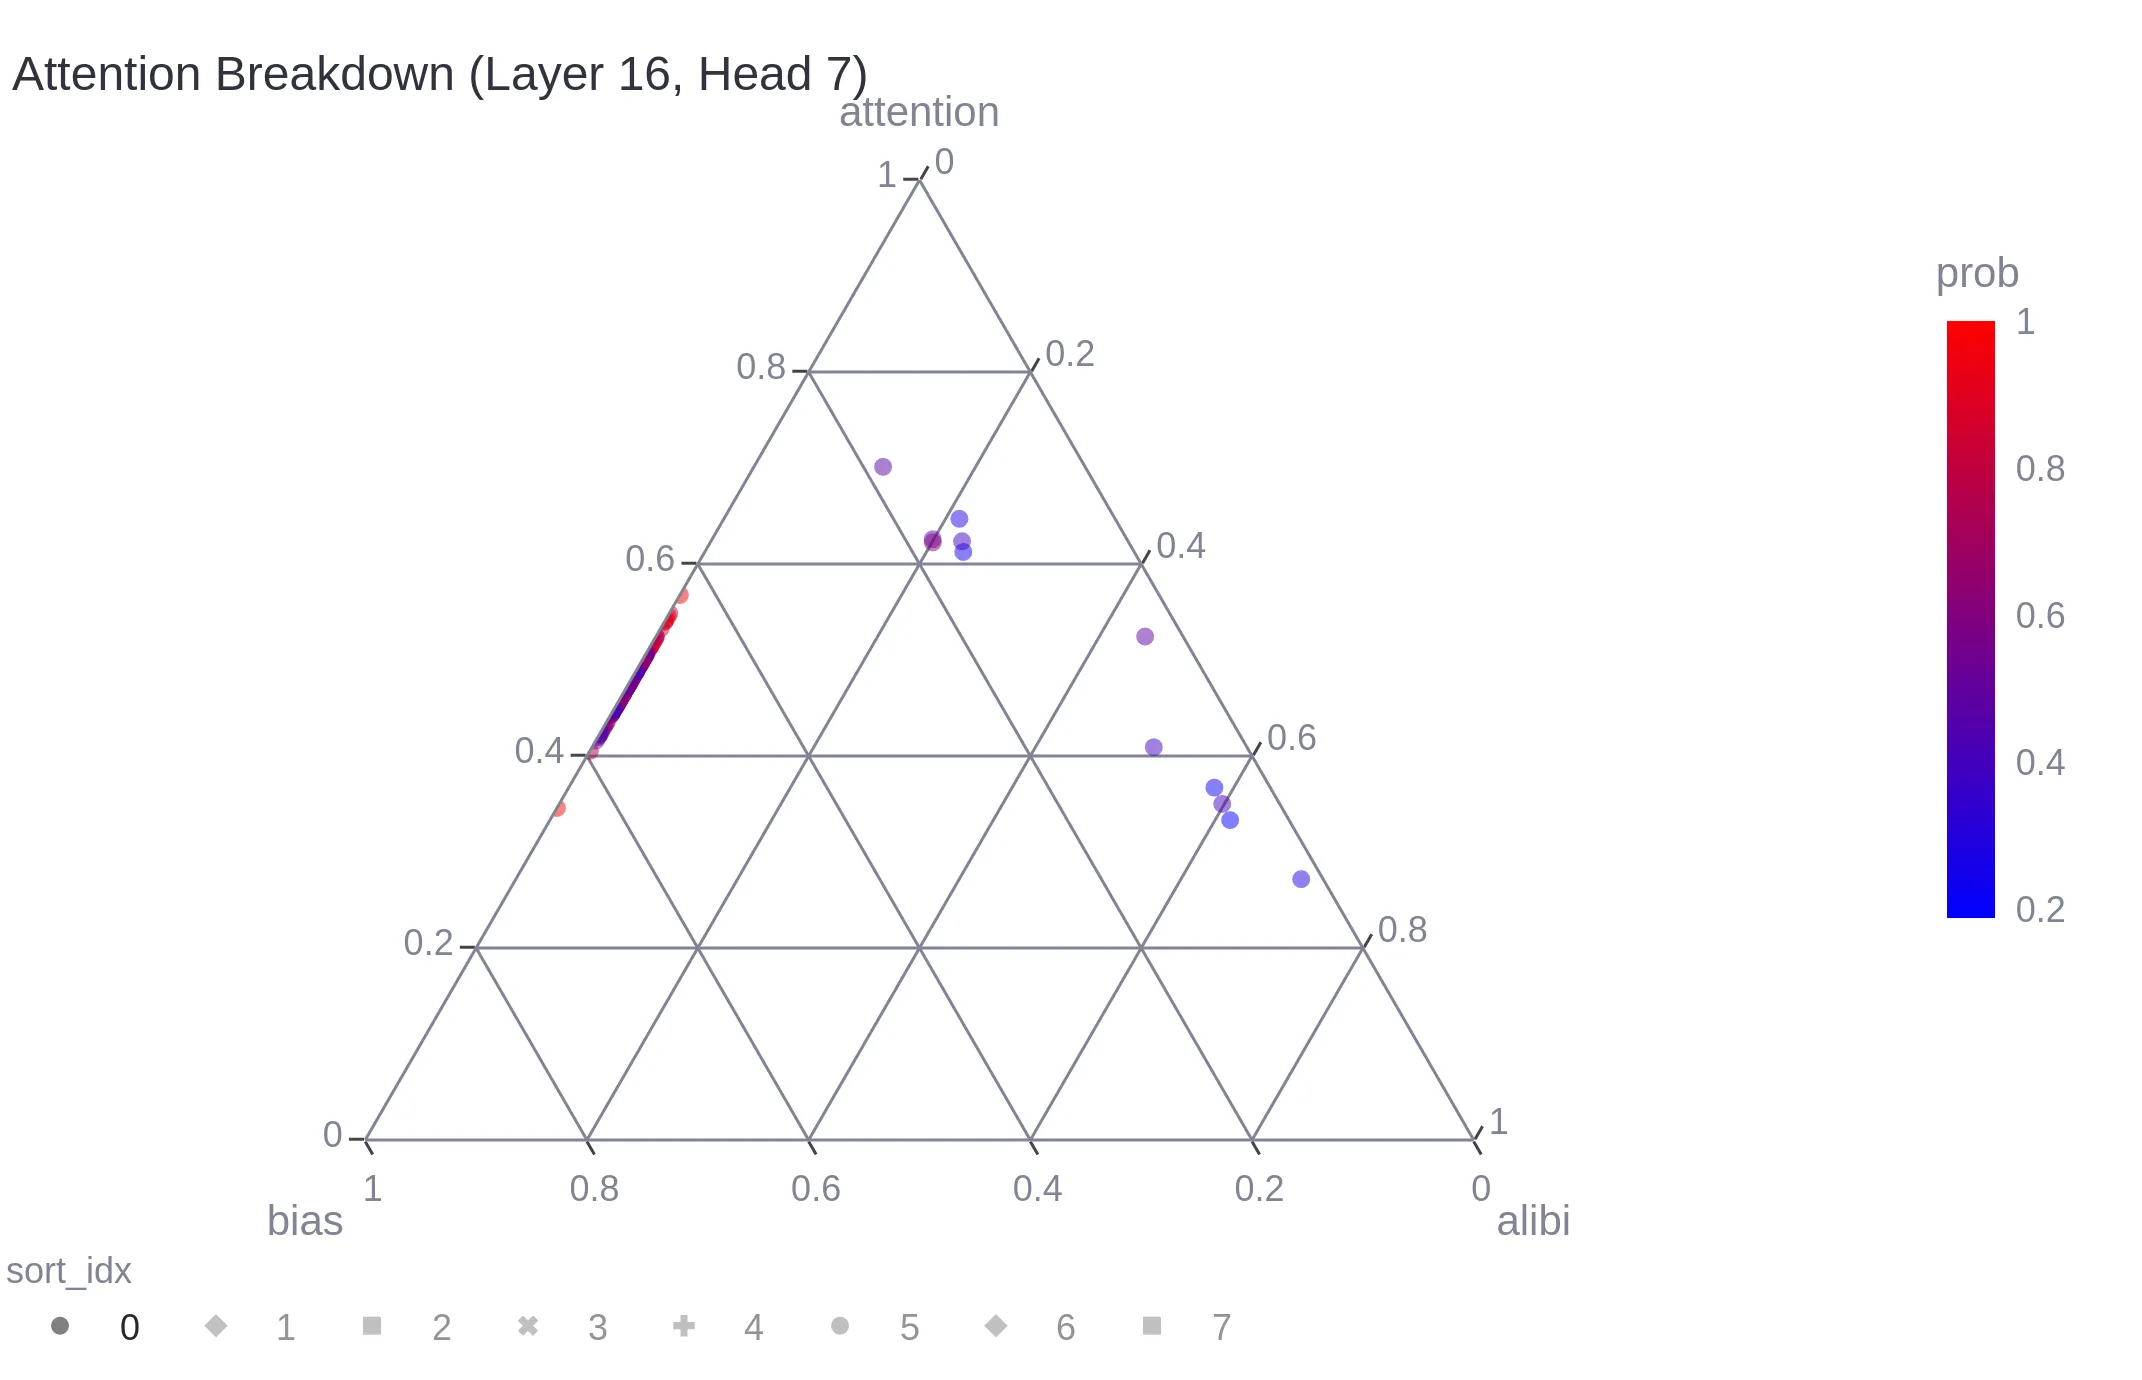 Attention Breakdown (Layer 16, Head 7)
attention
1 0
0.8 0.2
0.6 0.4
0.4 0.6
0.2 0.8
0 1
1 0.8 0.6 0.4 0.2 0
bias alibi
prob
1
0.8
0.6
0.4
0.2
sort_idx
0 1 2 3 4 5 6 7